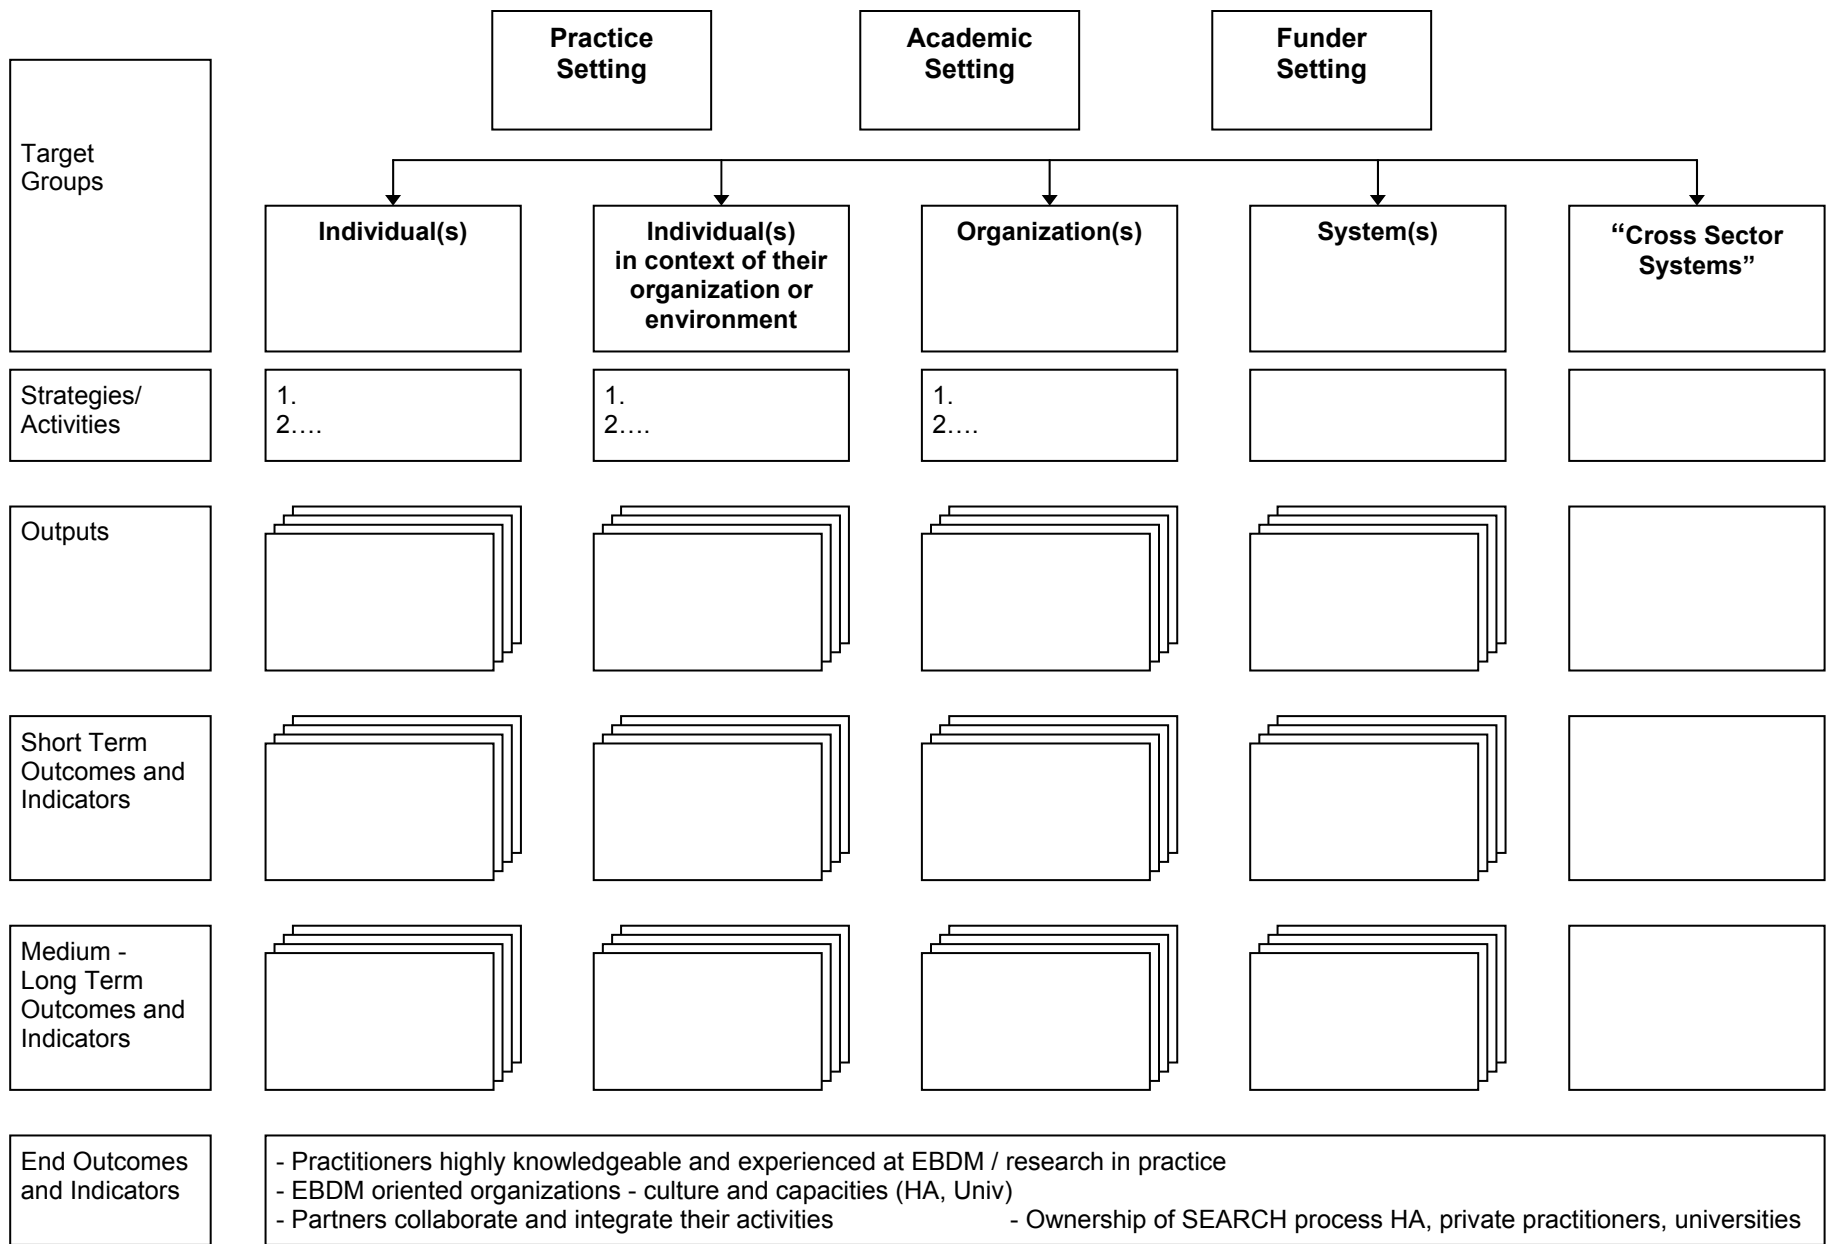 Practice
Setting
Academic
Setting
Funder
Setting
Target
Groups
Individual(s)
Individual(s)
in context of their
organization or
environment
Organization(s)
System(s)
“Cross Sector
Systems”
Strategies/
Activities
1.
2….
1.
2….
1.
2….
Outputs
Short Term
Outcomes and
Indicators
Medium -
Long Term
Outcomes and
Indicators
End Outcomes
and Indicators
- Practitioners highly knowledgeable and experienced at EBDM / research in practice
- EBDM oriented organizations - culture and capacities (HA, Univ)
- Partners collaborate and integrate their activities - Ownership of SEARCH process HA, private practitioners, universities